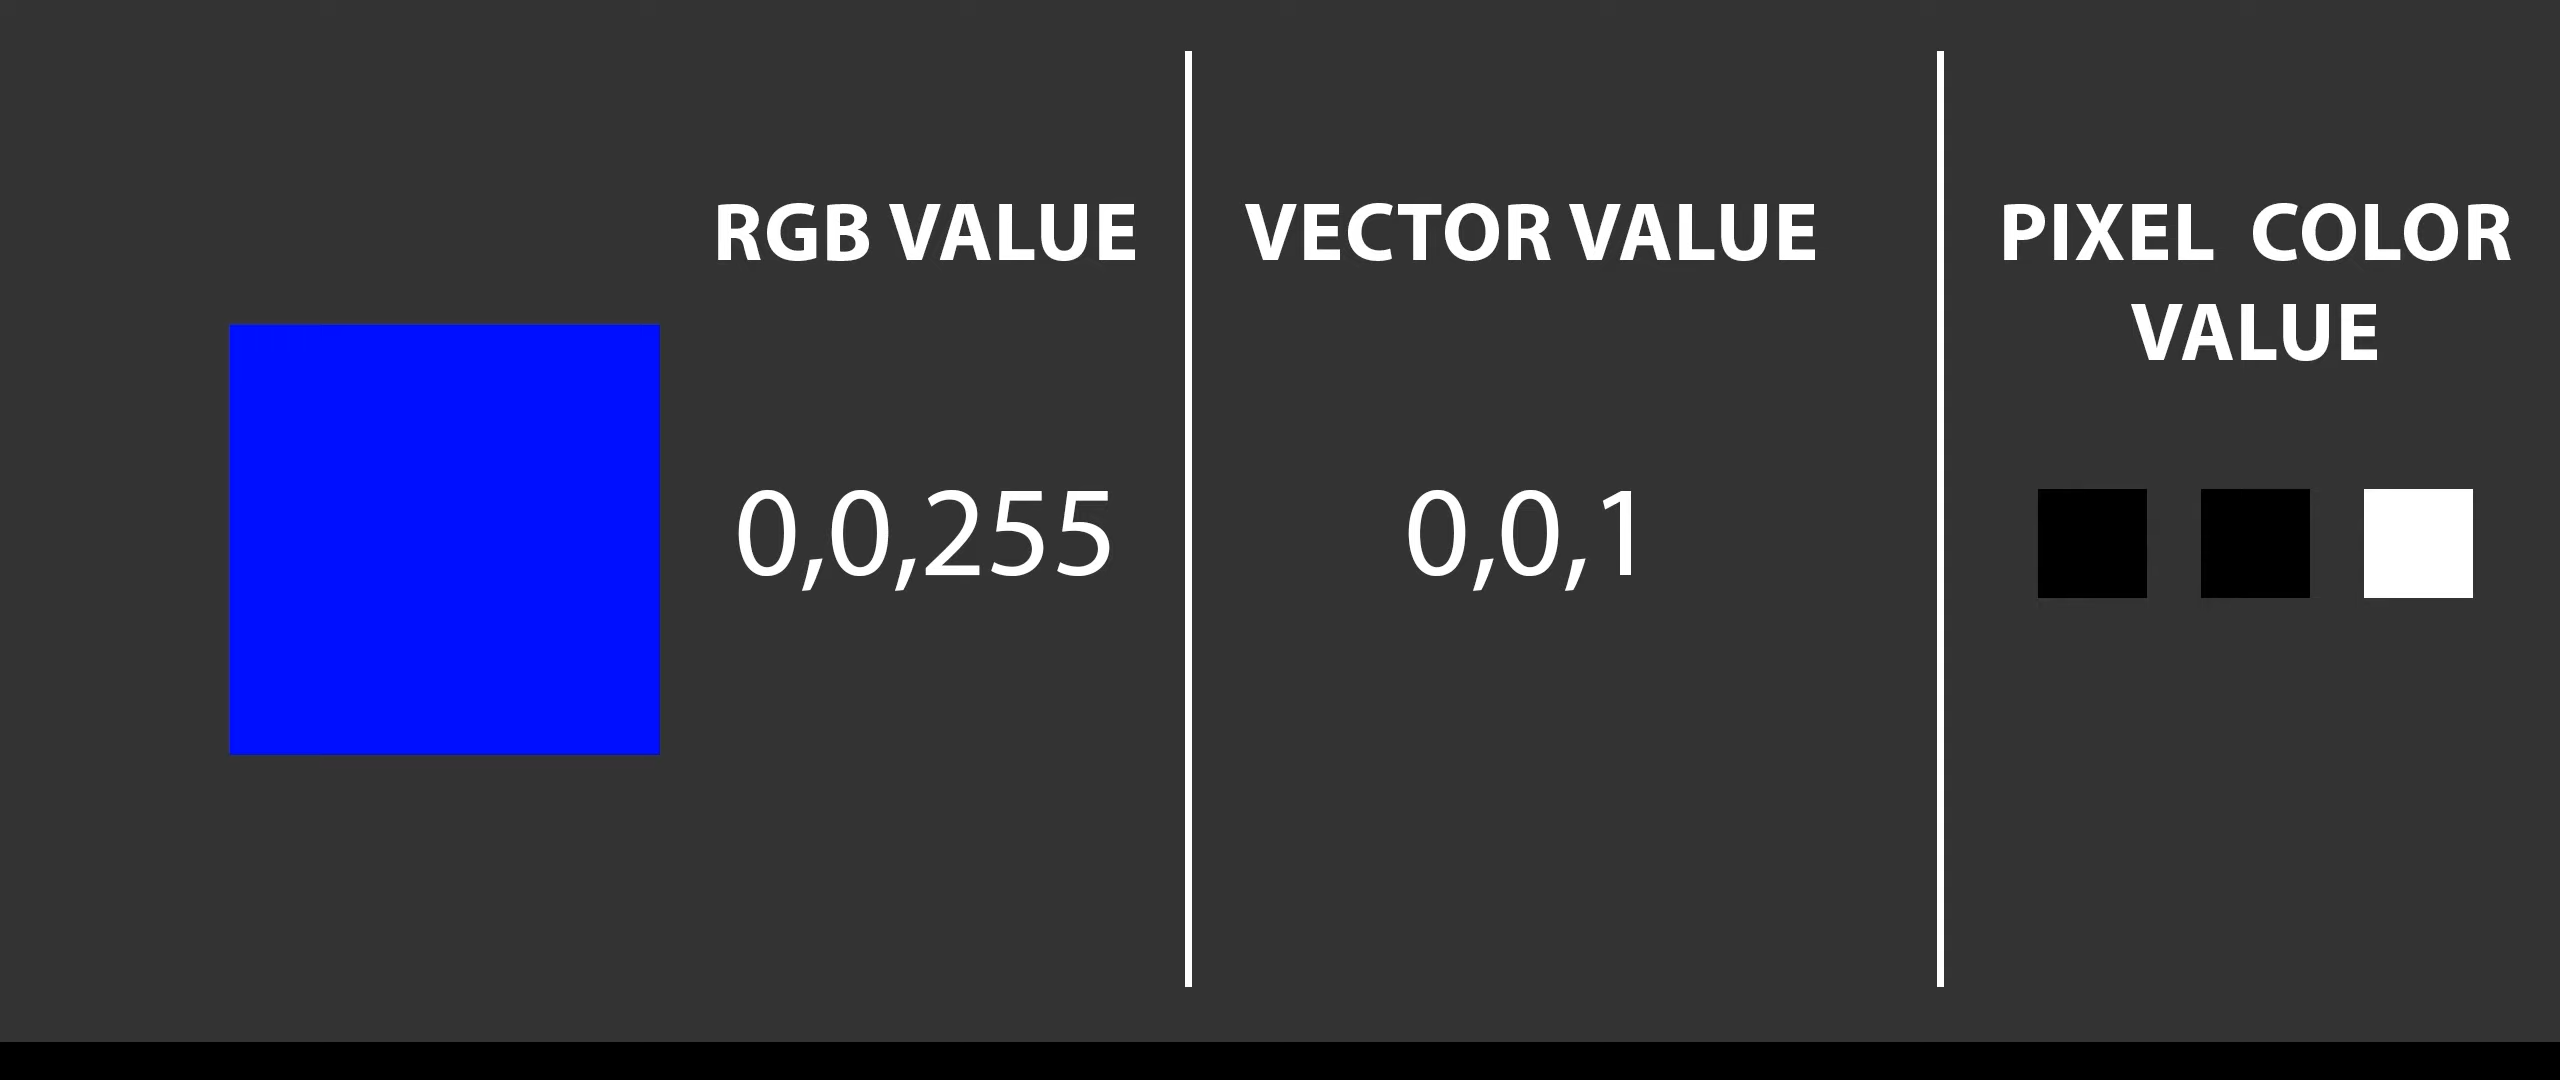 RGB VALUE
VECTOR VALUE
PIXEL COLOR
VALUE
0,0,255
0,0,1